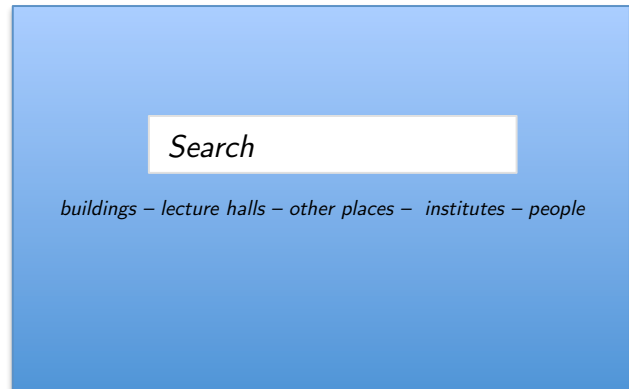 Search
buildings – lecture halls – other places – institutes – people